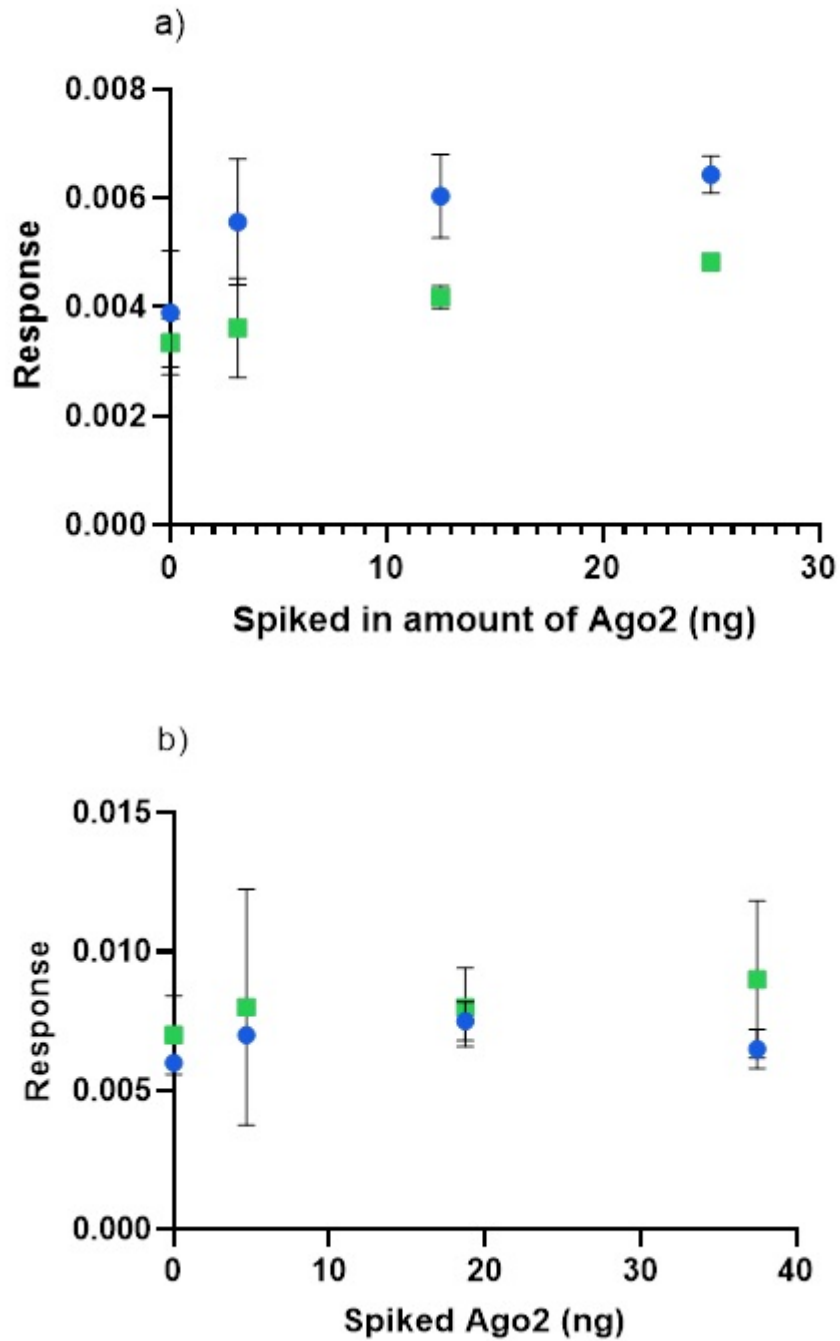 a)
0.008
0.006
0.004
0.002
0.000
Response
0 10 20 30
Spiked in amount of Ago2 (ng)
b)
0.015
0.010
0.005
0.000
Response
0 10 20 30 40
Spiked Ago2 (ng)